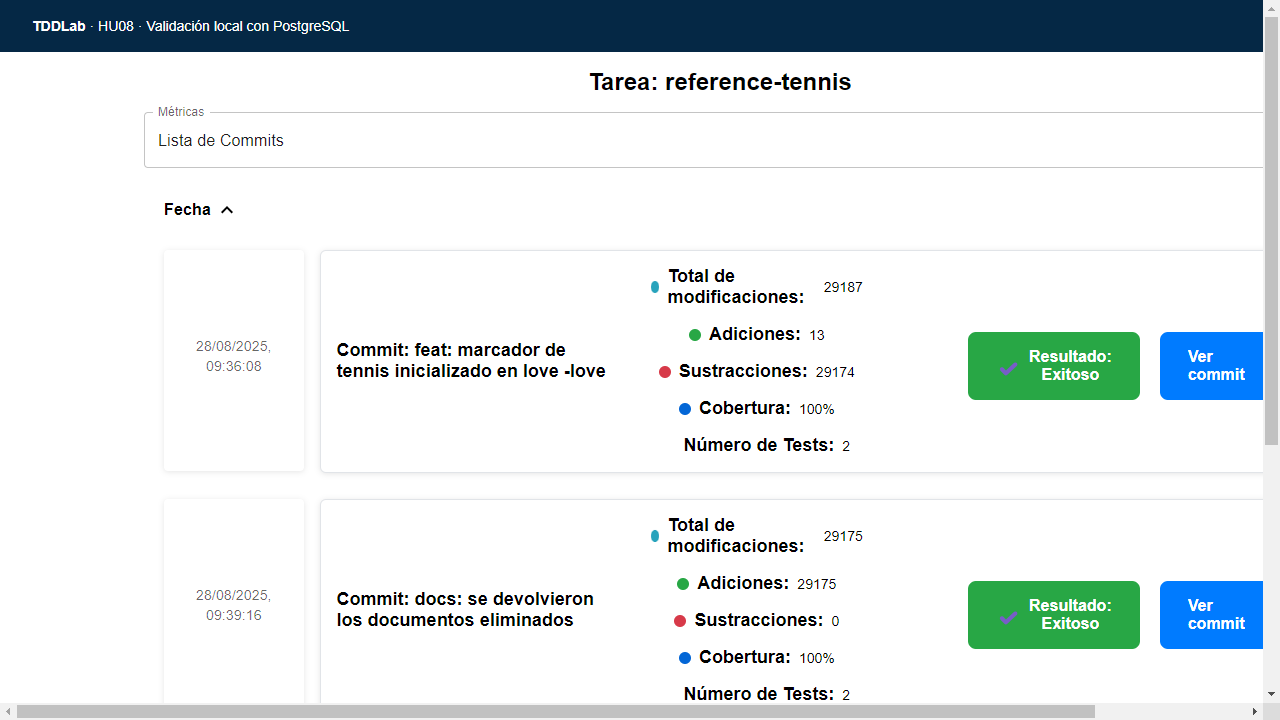 TDDLab · HU08 · Validación local con PostgreSQL
Tarea: reference-tennis
Métricas
Lista de Commits
Fecha
28/08/2025,
09:36:08
Commit: feat: marcador de
tennis inicializado en love -love
Total de
modificaciones: 29187
Adiciones: 13
Sustracciones: 29174
Cobertura: 100%
Número de Tests: 2
Resultado:
Exitoso
Ver
commit
28/08/2025,
09:39:16
Commit: docs: se devolvieron
los documentos eliminados
Total de
modificaciones: 29175
Adiciones: 29175
Sustracciones: 0
Cobertura: 100%
Número de Tests: 2
Resultado:
Exitoso
Ver
commit